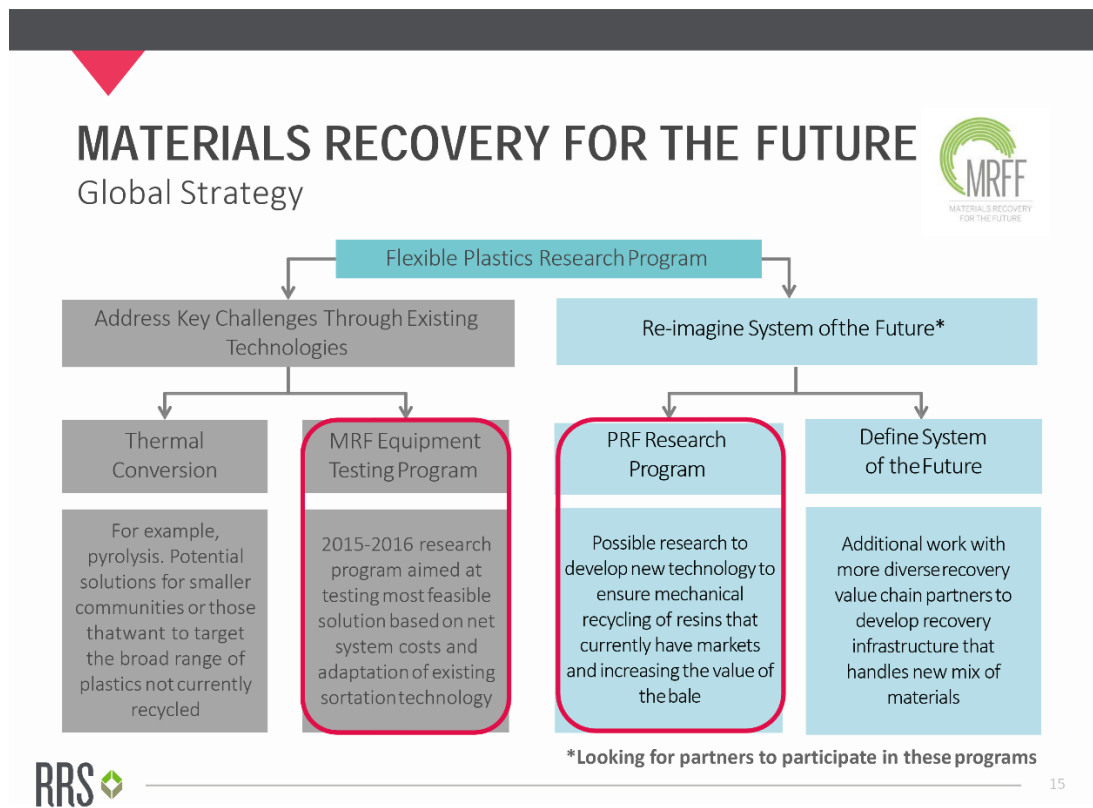 MATERIALS RECOVERY FOR THE FUTURE
Global Strategy
MRFF
MATERIALS RECOVERY
FOR THE FUTURE
Flexible Plastics Research Program
Address Key Challenges Through Existing
Technologies
Re-imagine System of the Future*
Thermal
Conversion
MRF Equipment
Testing Program
PRF Research
Program
Define System
of the Future
For example,
pyrolysis. Potential
solutions for smaller
communities or those
that want to target
the broad range of
plastics not currently
recycled
2015-2016 research
program aimed at
testing most feasible
solution based on net
system costs and
adaptation of existing
sortation technology
Possible research to
develop new technology to
ensure mechanical
recycling of resins that
currently have markets
and increasing the value of
the bale
Additional work with
more diverse recovery
value chain partners to
develop recovery
infrastructure that
handles new mix of
materials
*Looking for partners to participate in these programs
RRS
15